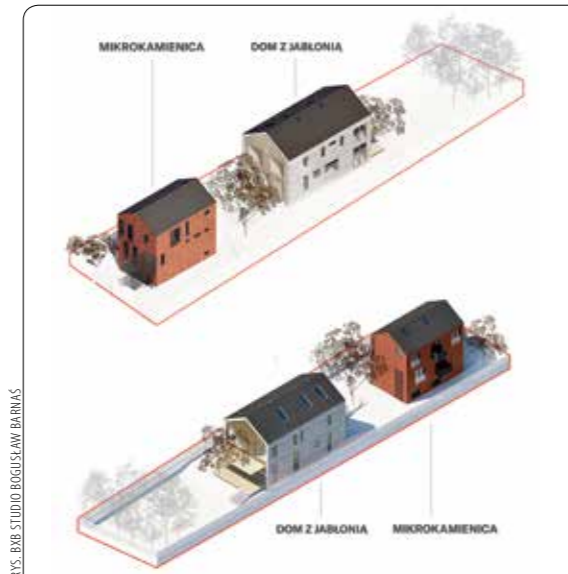 MIKROKAMIENICA
DOM Z JABŁONIĄ
DOM Z JABŁONIĄ
MIKROKAMIENICA
RYS. BXB STUDIO BOGUSŁAW BARNAŚ